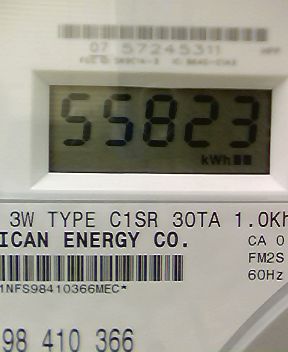 07 57245311
55823
kWh
3W TYPE C1SR 30TA 1.0Kh
ICAN ENERGY CO.
CA 0
FM2S
60Hz
1NFS98410366MEC*
98 410 366